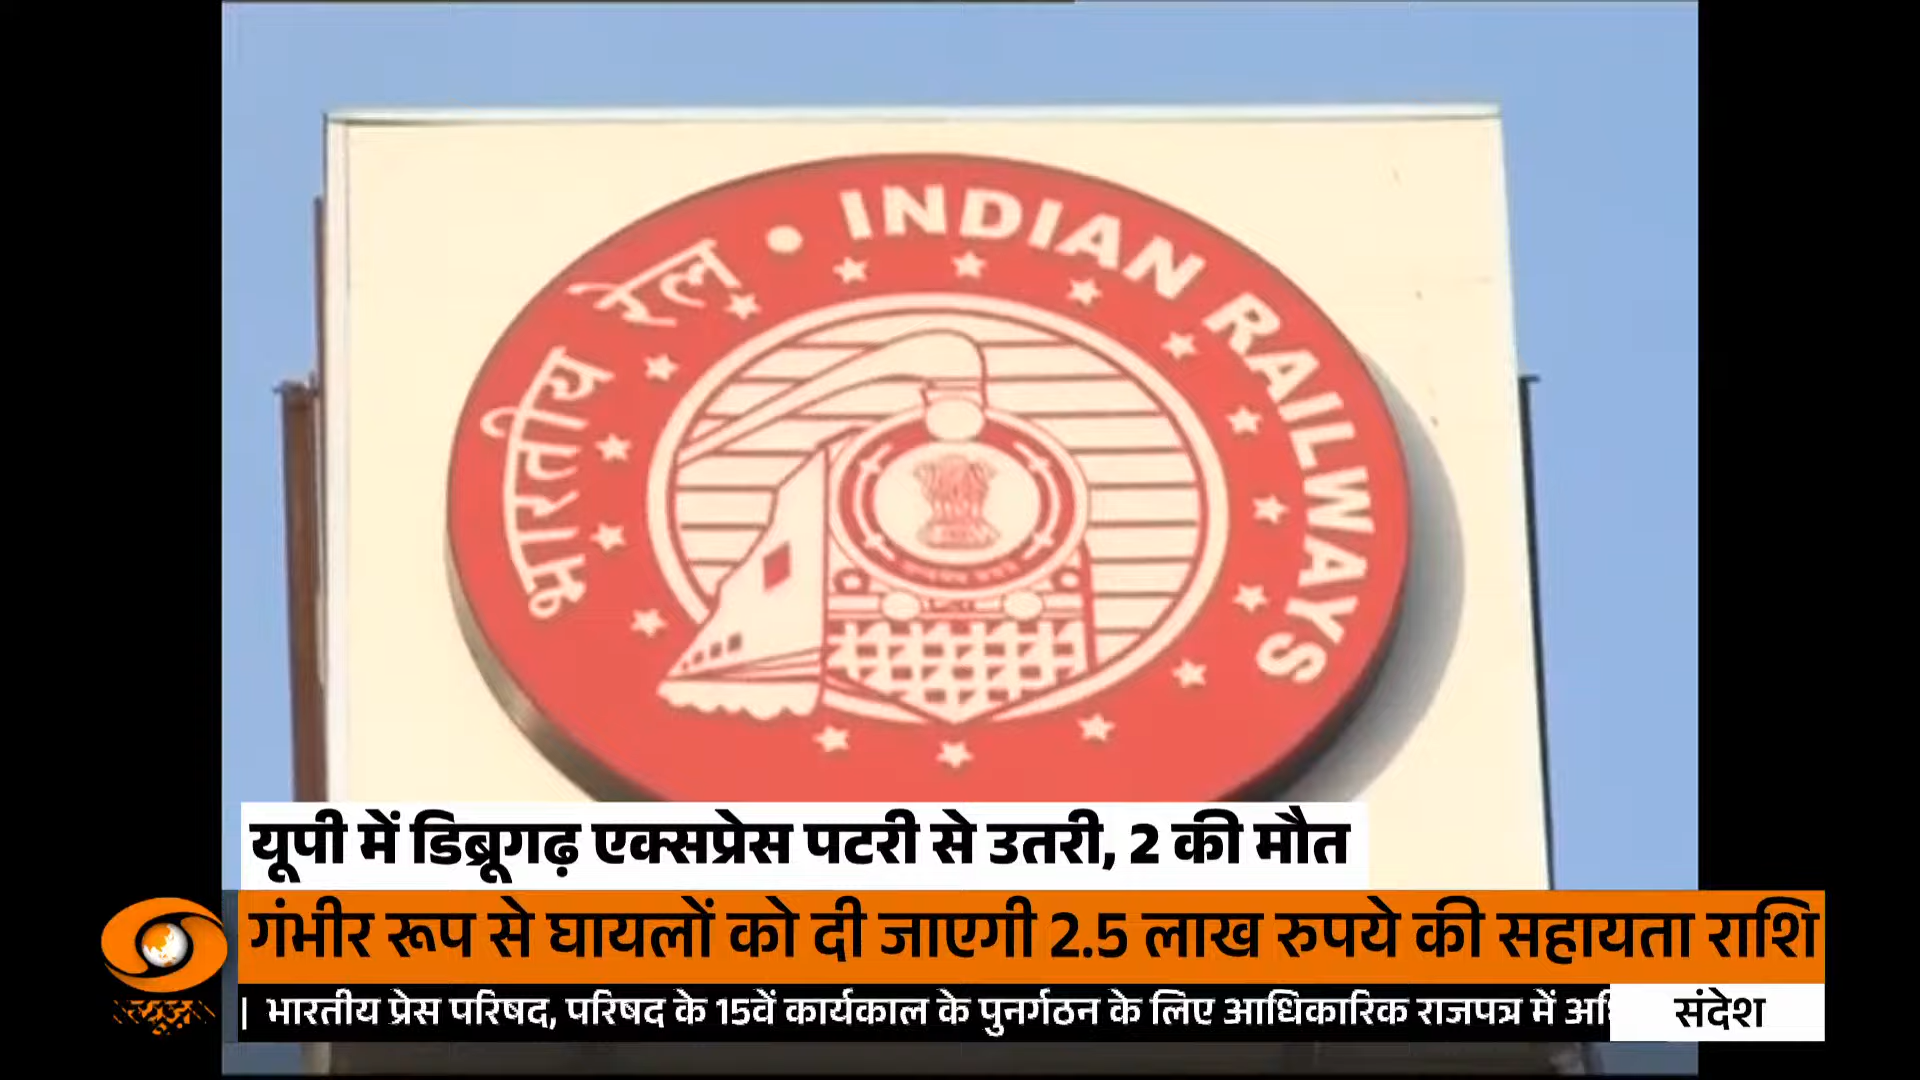 भारतीय रेल • INDIAN RAILWAYS
यूपी में डिब्रूगढ़ एक्सप्रेस पटरी से उतरी, 2 की मौत
गंभीर रूप से घायलों को दी जाएगी 2.5 लाख रुपये की सहायता राशि
| भारतीय प्रेस परिषद, परिषद के 15वें कार्यकाल के पुनर्गठन के लिए आधिकारिक राजपत्र में
संदेश